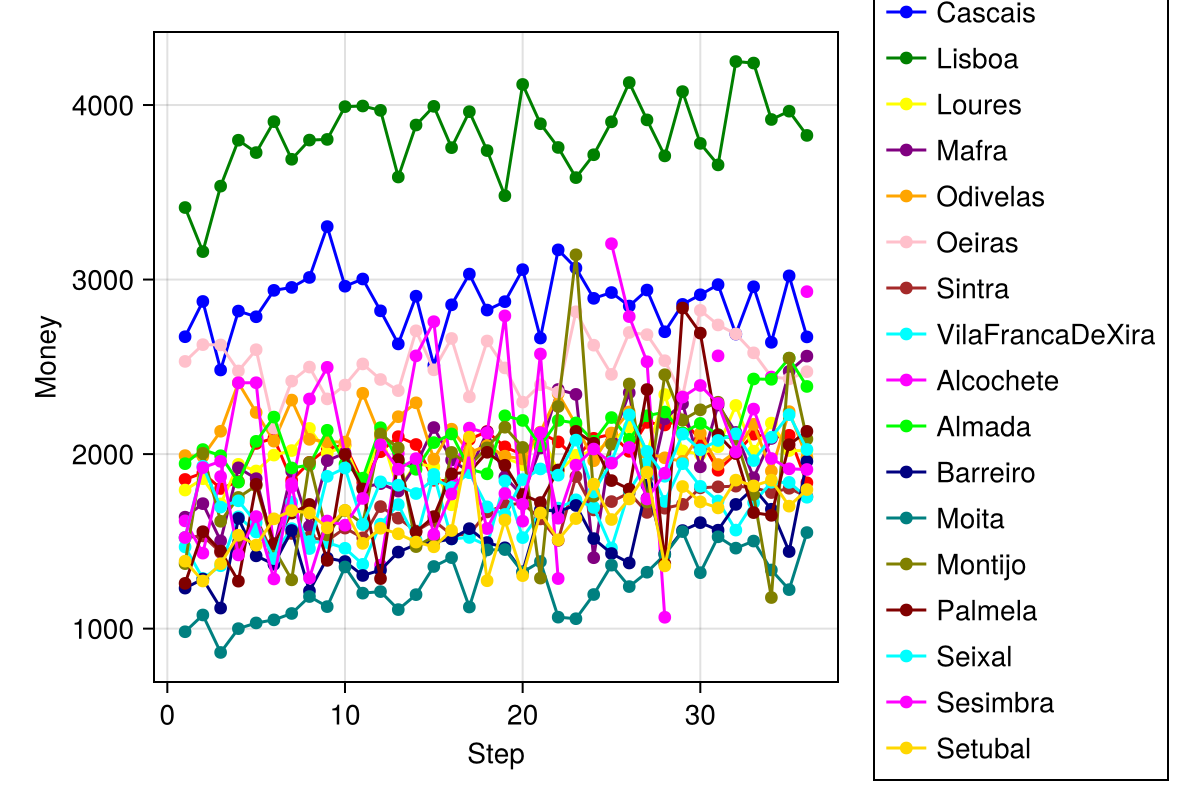 4000
3000
2000
1000
Money
0
10
20
30
Step
Cascais
Lisboa
Loures
Mafra
Odivelas
Oeiras
Sintra
VilaFrancaDeXira
Alcochete
Almada
Barreiro
Moita
Montijo
Palmela
Seixal
Sesimbra
Setubal